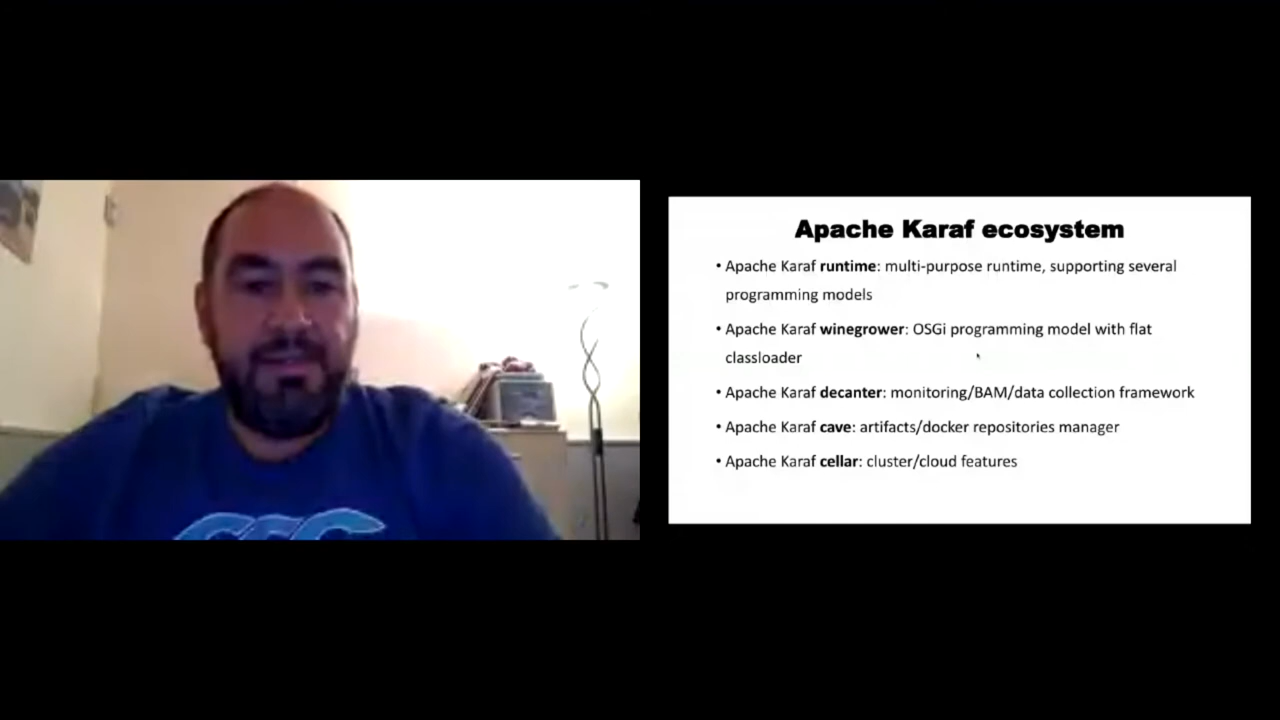 Apache Karaf ecosystem
• Apache Karaf runtime: multi-purpose runtime, supporting several
programming models
• Apache Karaf winegrower: OSGi programming model with flat
classloader
• Apache Karaf decanter: monitoring/BAM/data collection framework
• Apache Karaf cave: artifacts/docker repositories manager
• Apache Karaf cellar: cluster/cloud features